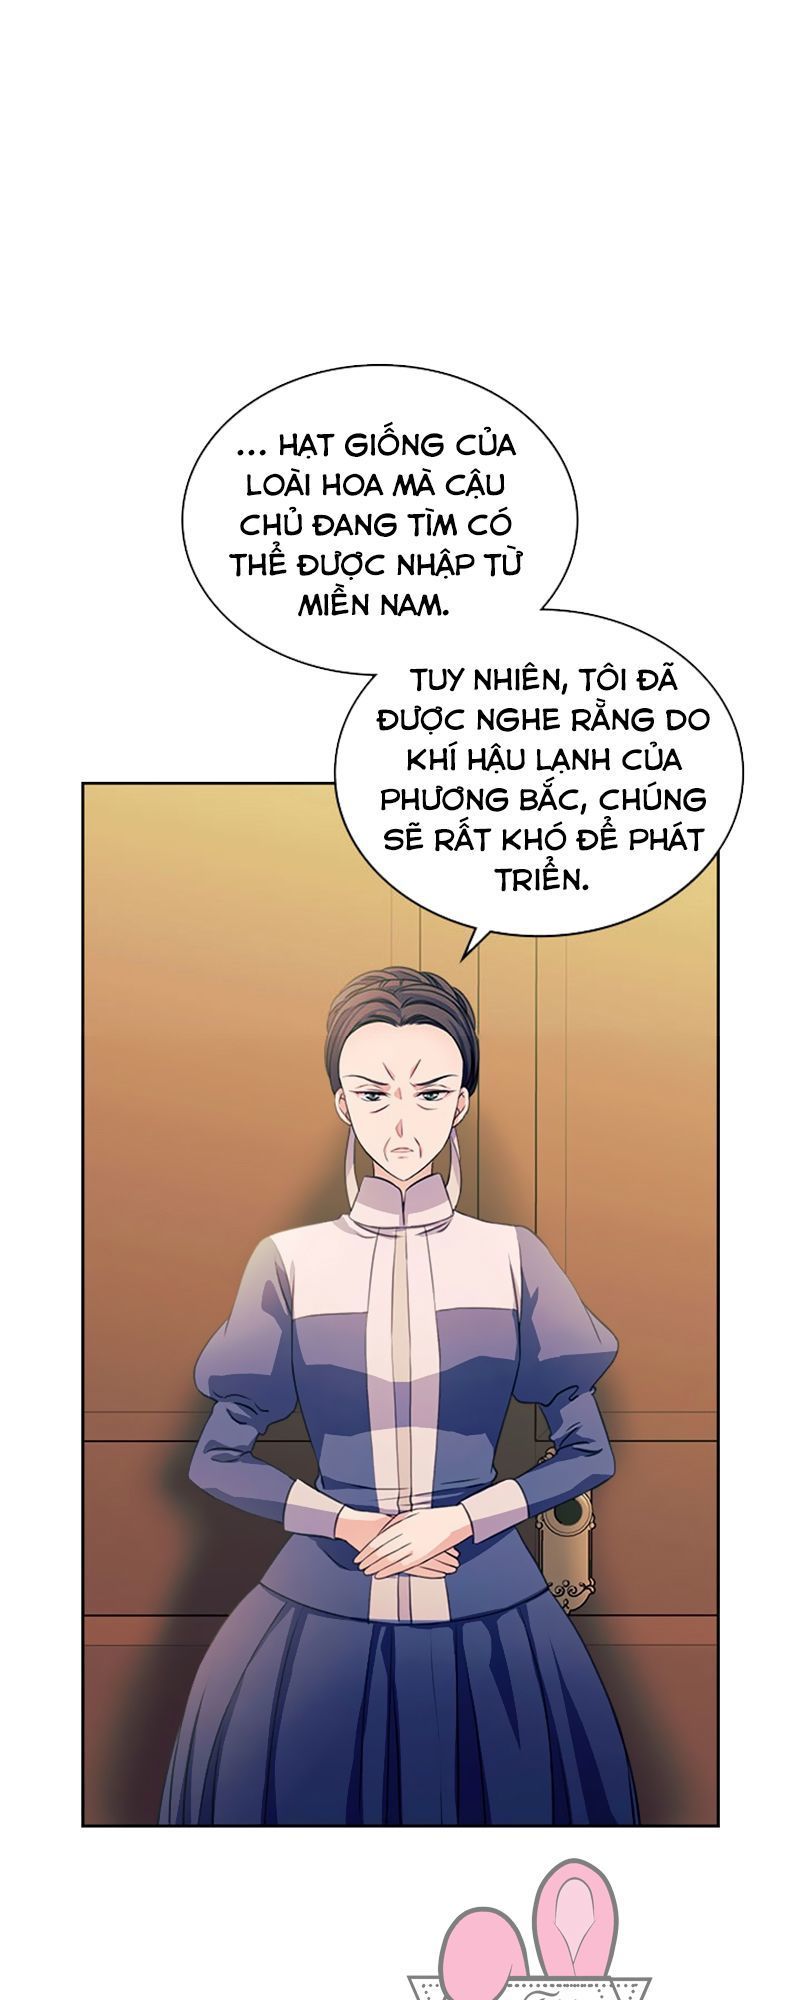 ... HẠT GIỐNG CỦA
LOÀI HOA MÀ CẬU
CHỦ ĐANG TÌM CÓ
THỂ ĐƯỢC NHẬP TỪ
MIỀN NAM.
TUY NHIÊN, TÔI ĐÃ
ĐƯỢC NGHE RẰNG DO
KHÍ HẬU LẠNH CỦA
PHƯƠNG BẮC, CHÚNG
SẼ RẤT KHÓ ĐỂ PHÁT
TRIỂN.